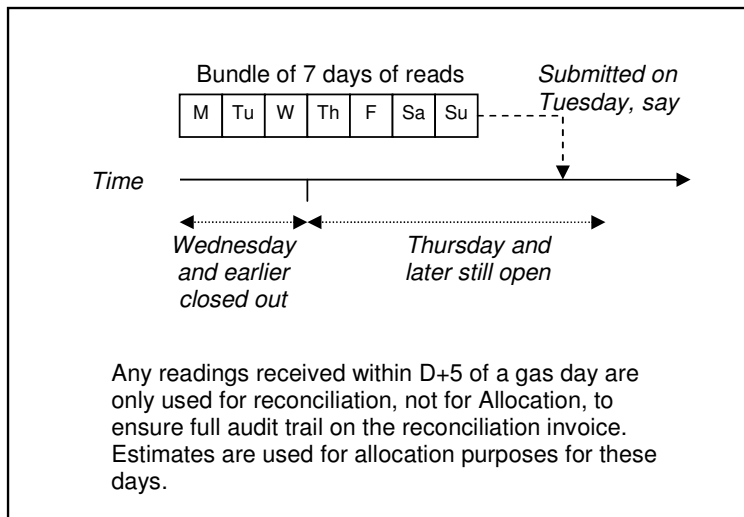 Bundle of 7 days of reads
Submitted on
Tuesday, say
M Tu W Th F Sa Su
Time
Wednesday
and earlier
closed out
Thursday and
later still open
Any readings received within D+5 of a gas day are
only used for reconciliation, not for Allocation, to
ensure full audit trail on the reconciliation invoice.
Estimates are used for allocation purposes for these
days.